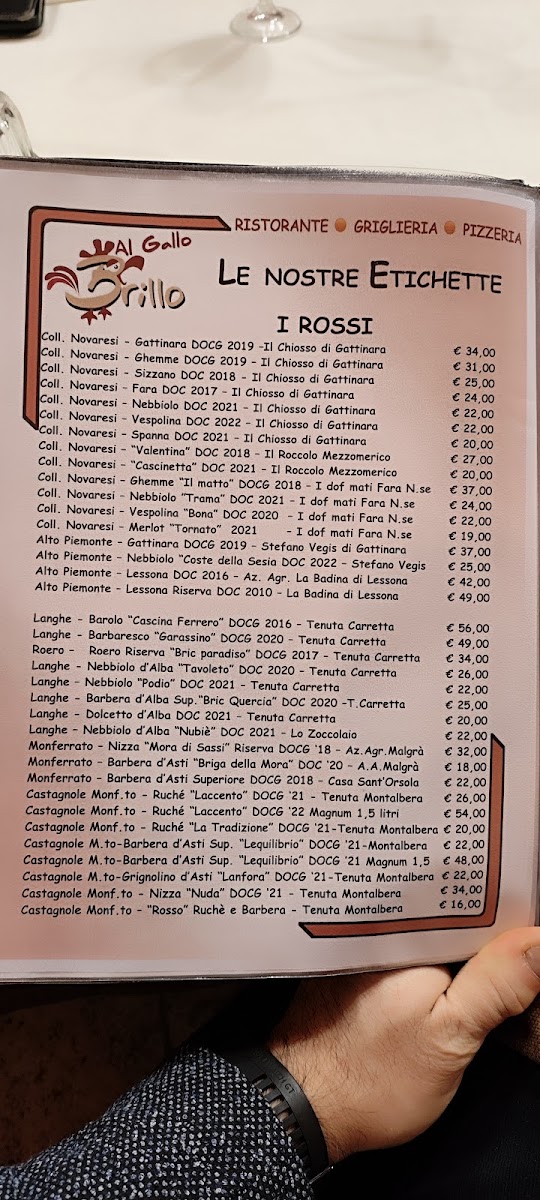 RISTORANTE ● GRIGLIERIA ● PIZZERIA
Al Gallo
Brillo
LE NOSTRE ETICHETTE
I ROSSI
Coll. Novaresi - Gattinara DOCG 2019 -Il Chiosso di Gattinara € 34,00
Coll. Novaresi - Ghemme DOCG 2019 - Il Chiosso di Gattinara € 31,00
Coll. Novaresi - Sizzano DOC 2018 - Il Chiosso di Gattinara € 25,00
Coll. Novaresi - Fara DOC 2017 - Il Chiosso di Gattinara € 24,00
Coll. Novaresi - Nebbiolo DOC 2021 - Il Chiosso di Gattinara € 22,00
Coll. Novaresi - Vespolina DOC 2022 - Il Chiosso di Gattinara € 22,00
Coll. Novaresi - Spanna DOC 2021 - Il Chiosso di Gattinara € 20,00
Coll. Novaresi - "Valentina" DOC 2018 - Il Roccolo Mezzomerico € 27,00
Coll. Novaresi - "Cascinetta" DOC 2021 - Il Roccolo Mezzomerico € 20,00
Coll. Novaresi - Ghemme "Il matto" DOCG 2018 - I dof mati Fara N.se € 37,00
Coll. Novaresi - Nebbiolo "Trama" DOC 2021 - I dof mati Fara N.se € 24,00
Coll. Novaresi - Vespolina "Bona" DOC 2020 - I dof mati Fara N.se € 22,00
Coll. Novaresi - Merlot "Tornato" 2021 - I dof mati Fara N.se € 19,00
Alto Piemonte - Gattinara DOCG 2019 - Stefano Vegis di Gattinara € 37,00
Alto Piemonte - Nebbiolo "Coste della Sesia DOC 2022 - Stefano Vegis € 25,00
Alto Piemonte - Lessona DOC 2016 - Az. Agr. La Badina di Lessona € 42,00
Alto Piemonte - Lessona Riserva DOC 2010 - La Badina di Lessona € 49,00
Langhe - Barolo "Cascina Ferrero" DOCG 2016 - Tenuta Carretta € 56,00
Langhe - Barbaresco "Garassino" DOCG 2020 - Tenuta Carretta € 49,00
Roero - Roero Riserva "Bric paradiso" DOCG 2017 - Tenuta Carretta € 34,00
Langhe - Nebbiolo d'Alba "Tavoleto" DOC 2020 - Tenuta Carretta € 26,00
Langhe - Nebbiolo "Podio" DOC 2021 - Tenuta Carretta € 22,00
Langhe - Barbera d'Alba Sup."Bric Quercia" DOC 2020 -T.Carretta € 25,00
Langhe - Dolcetto d'Alba DOC 2021 - Tenuta Carretta € 20,00
Langhe - Nebbiolo d'Alba "Nubiè" DOC 2021 - Lo Zoccolaio € 22,00
Monferrato - Nizza "Mora di Sassi" Riserva DOCG '18 - Az.Agr.Malgrà € 32,00
Monferrato - Barbera d'Asti "Briga della Mora" DOC '20 - A.A.Malgrà € 18,00
Monferrato - Barbera d'Asti Superiore DOCG 2018 - Casa Sant'Orsola € 22,00
Castagnole Monf.to - Ruché "Laccento" DOCG '21 - Tenuta Montalbera € 26,00
Castagnole Monf.to - Ruché "Laccento" DOCG '22 Magnum 1,5 litri € 54,00
Castagnole Monf.to - Ruché "La Tradizione" DOCG '21-Tenuta Montalbera € 20,00
Castagnole M.to-Barbera d'Asti Sup. "Lequilibrio" DOCG '21-Montalbera € 22,00
Castagnole M.to-Barbera d'Asti Sup. "Lequilibrio" DOCG '21 Magnum 1,5 € 48,00
Castagnole M.to-Grignolino d'Asti "Lanfora" DOCG '21-Tenuta Montalbera € 22,00
Castagnole Monf.to - Nizza "Nuda" DOCG '21 - Tenuta Montalbera € 34,00
Castagnole Monf.to - "Rosso" Ruchè e Barbera - Tenuta Montalbera € 16,00